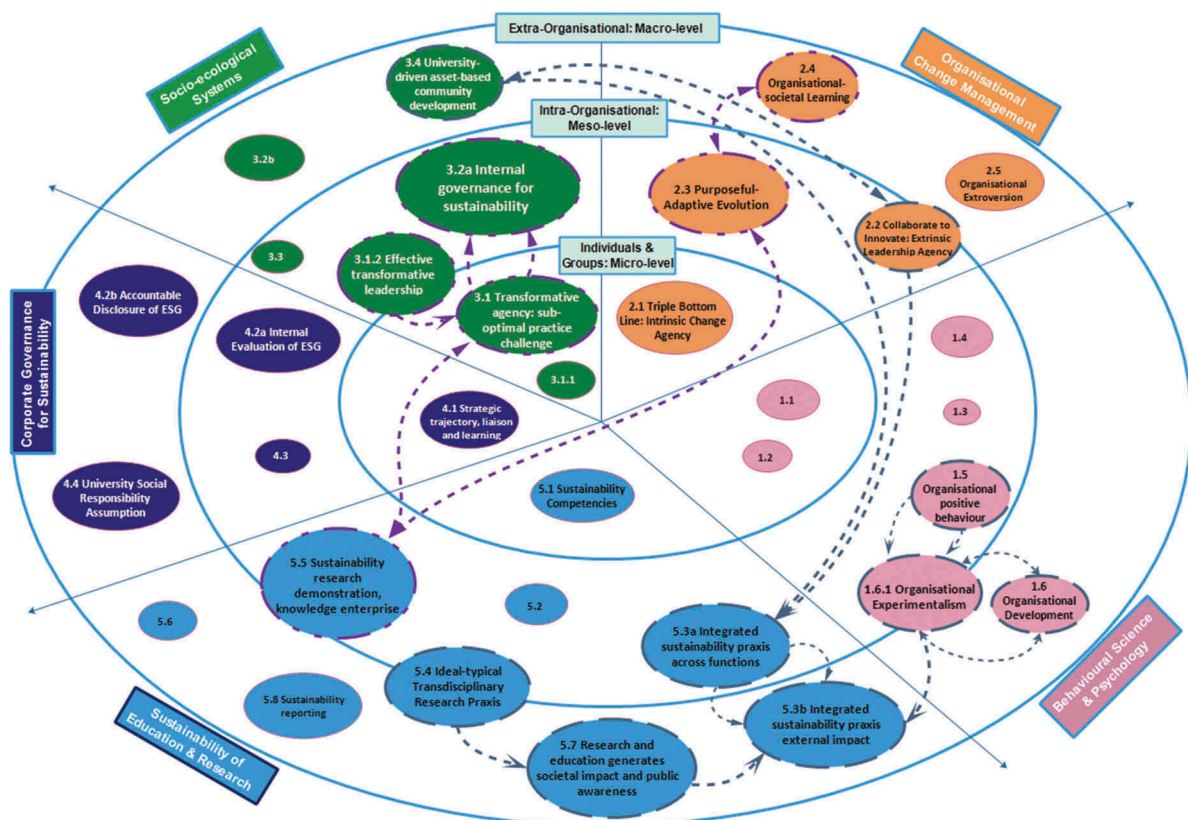 Extra-Organisational: Macro-level
Socio-ecological
Systems
3.4 University-
driven asset-based
community
development
2.4
Organisational-
societal Learning
Organisational
Change Management
Intra-Organisational:
Meso-level
3.2b
3.2a Internal
governance for
sustainability
2.3 Purposeful-
Adaptive Evolution
2.5
Organisational
Extroversion
2.2 Collaborate to
Innovate: Extrinsic
Leadership Agency
3.3
3.1.2 Effective
transformative
leadership
Individuals &
Groups: Micro-level
3.1 Transformative
agency: sub-
optimal practice
challenge
2.1 Triple Bottom
Line: Intrinsic Change
Agency
Corporate Governance
for Sustainability
4.2b Accountable
Disclosure of ESG
4.2a Internal
Evaluation of ESG
1.4
3.1.1
4.1 Strategic
trajectory, liaison
and learning
1.1
1.3
1.2
4.3
4.4 University Social
Responsibility
Assumption
5.1 Sustainability
Competencies
1.5
Organisational
positive
behaviour
5.5 Sustainability
research
demonstration,
knowledge enterprise
5.2
1.6.1 Organisational
Experimentalism
1.6
Organisational
Development
5.6
5.3a Integrated
sustainability praxis
across functions
5.4 Ideal-typical
Transdisciplinary
Research Praxis
5.8 Sustainability
reporting
5.3b Integrated
sustainability praxis
external impact
Behavioural Science
& Psychology
Sustainability of
Education & Research
5.7 Research and
education generates
societal impact and public
awareness